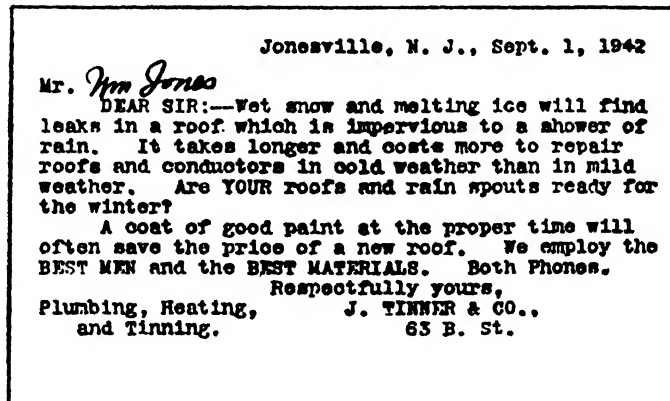 Jonesville, N. J., Sept. 1, 1942
Mr. Wm Jones
DEAR SIR:—Wet snow and melting ice will find
leaks in a roof which is impervious to a shower of
rain. It takes longer and costs more to repair
roofs and conductors in cold weather than in mild
weather. Are YOUR roofs and rain spouts ready for
the winter?
A coat of good paint at the proper time will
often save the price of a new roof. We employ the
BEST MEN and the BEST MATERIALS. Both Phones.
Respectfully yours,
Plumbing, Heating, J. TINNER & CO.,
and Tinning. 63 B. St.